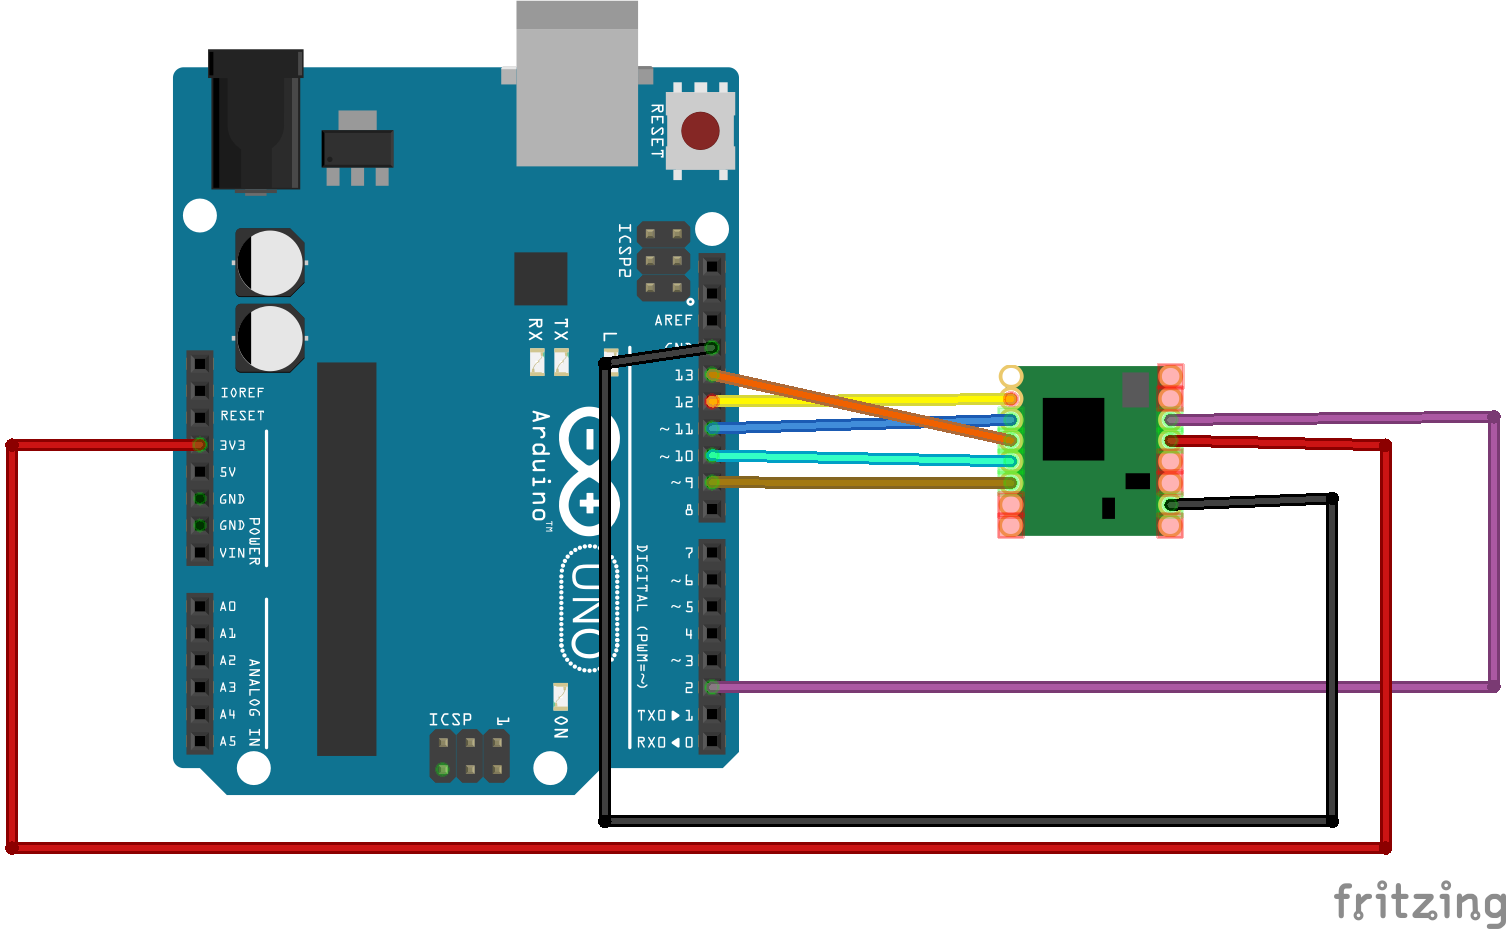 RESET
ICSP2
AREF
GND
13
12
~11
~10
~9
8
7
~6
~5
4
~3
2
TX0▶1
RX0◀0
DIGITAL (PWM=~)
RX
TX
L
Arduino™
UNO
IOREF
RESET
3V3
5V
GND
GND
VIN
POWER
A0
A1
A2
A3
A4
A5
ANALOG IN
ICSP
1
ON
fritzing